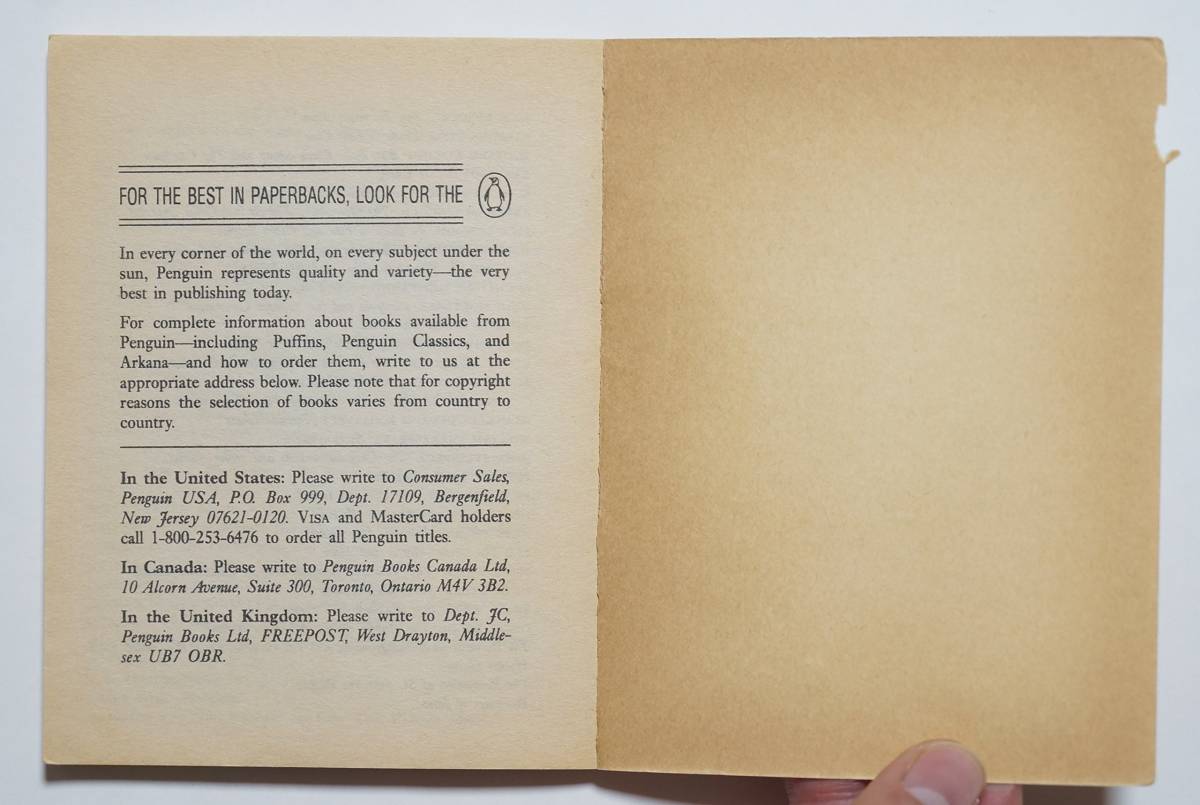 FOR THE BEST IN PAPERBACKS, LOOK FOR THE
In every corner of the world, on every subject under the
sun, Penguin represents quality and variety—the very
best in publishing today.
For complete information about books available from
Penguin—including Puffins, Penguin Classics, and
Arkana—and how to order them, write to us at the
appropriate address below. Please note that for copyright
reasons the selection of books varies from country to
country.
In the United States: Please write to Consumer Sales,
Penguin USA, P.O. Box 999, Dept. 17109, Bergenfield,
New Jersey 07621-0120. VISA and MasterCard holders
call 1-800-253-6476 to order all Penguin titles.
In Canada: Please write to Penguin Books Canada Ltd,
10 Alcorn Avenue, Suite 300, Toronto, Ontario M4V 3B2.
In the United Kingdom: Please write to Dept. JC,
Penguin Books Ltd, FREEPOST, West Drayton, Middle-
sex UB7 OBR.